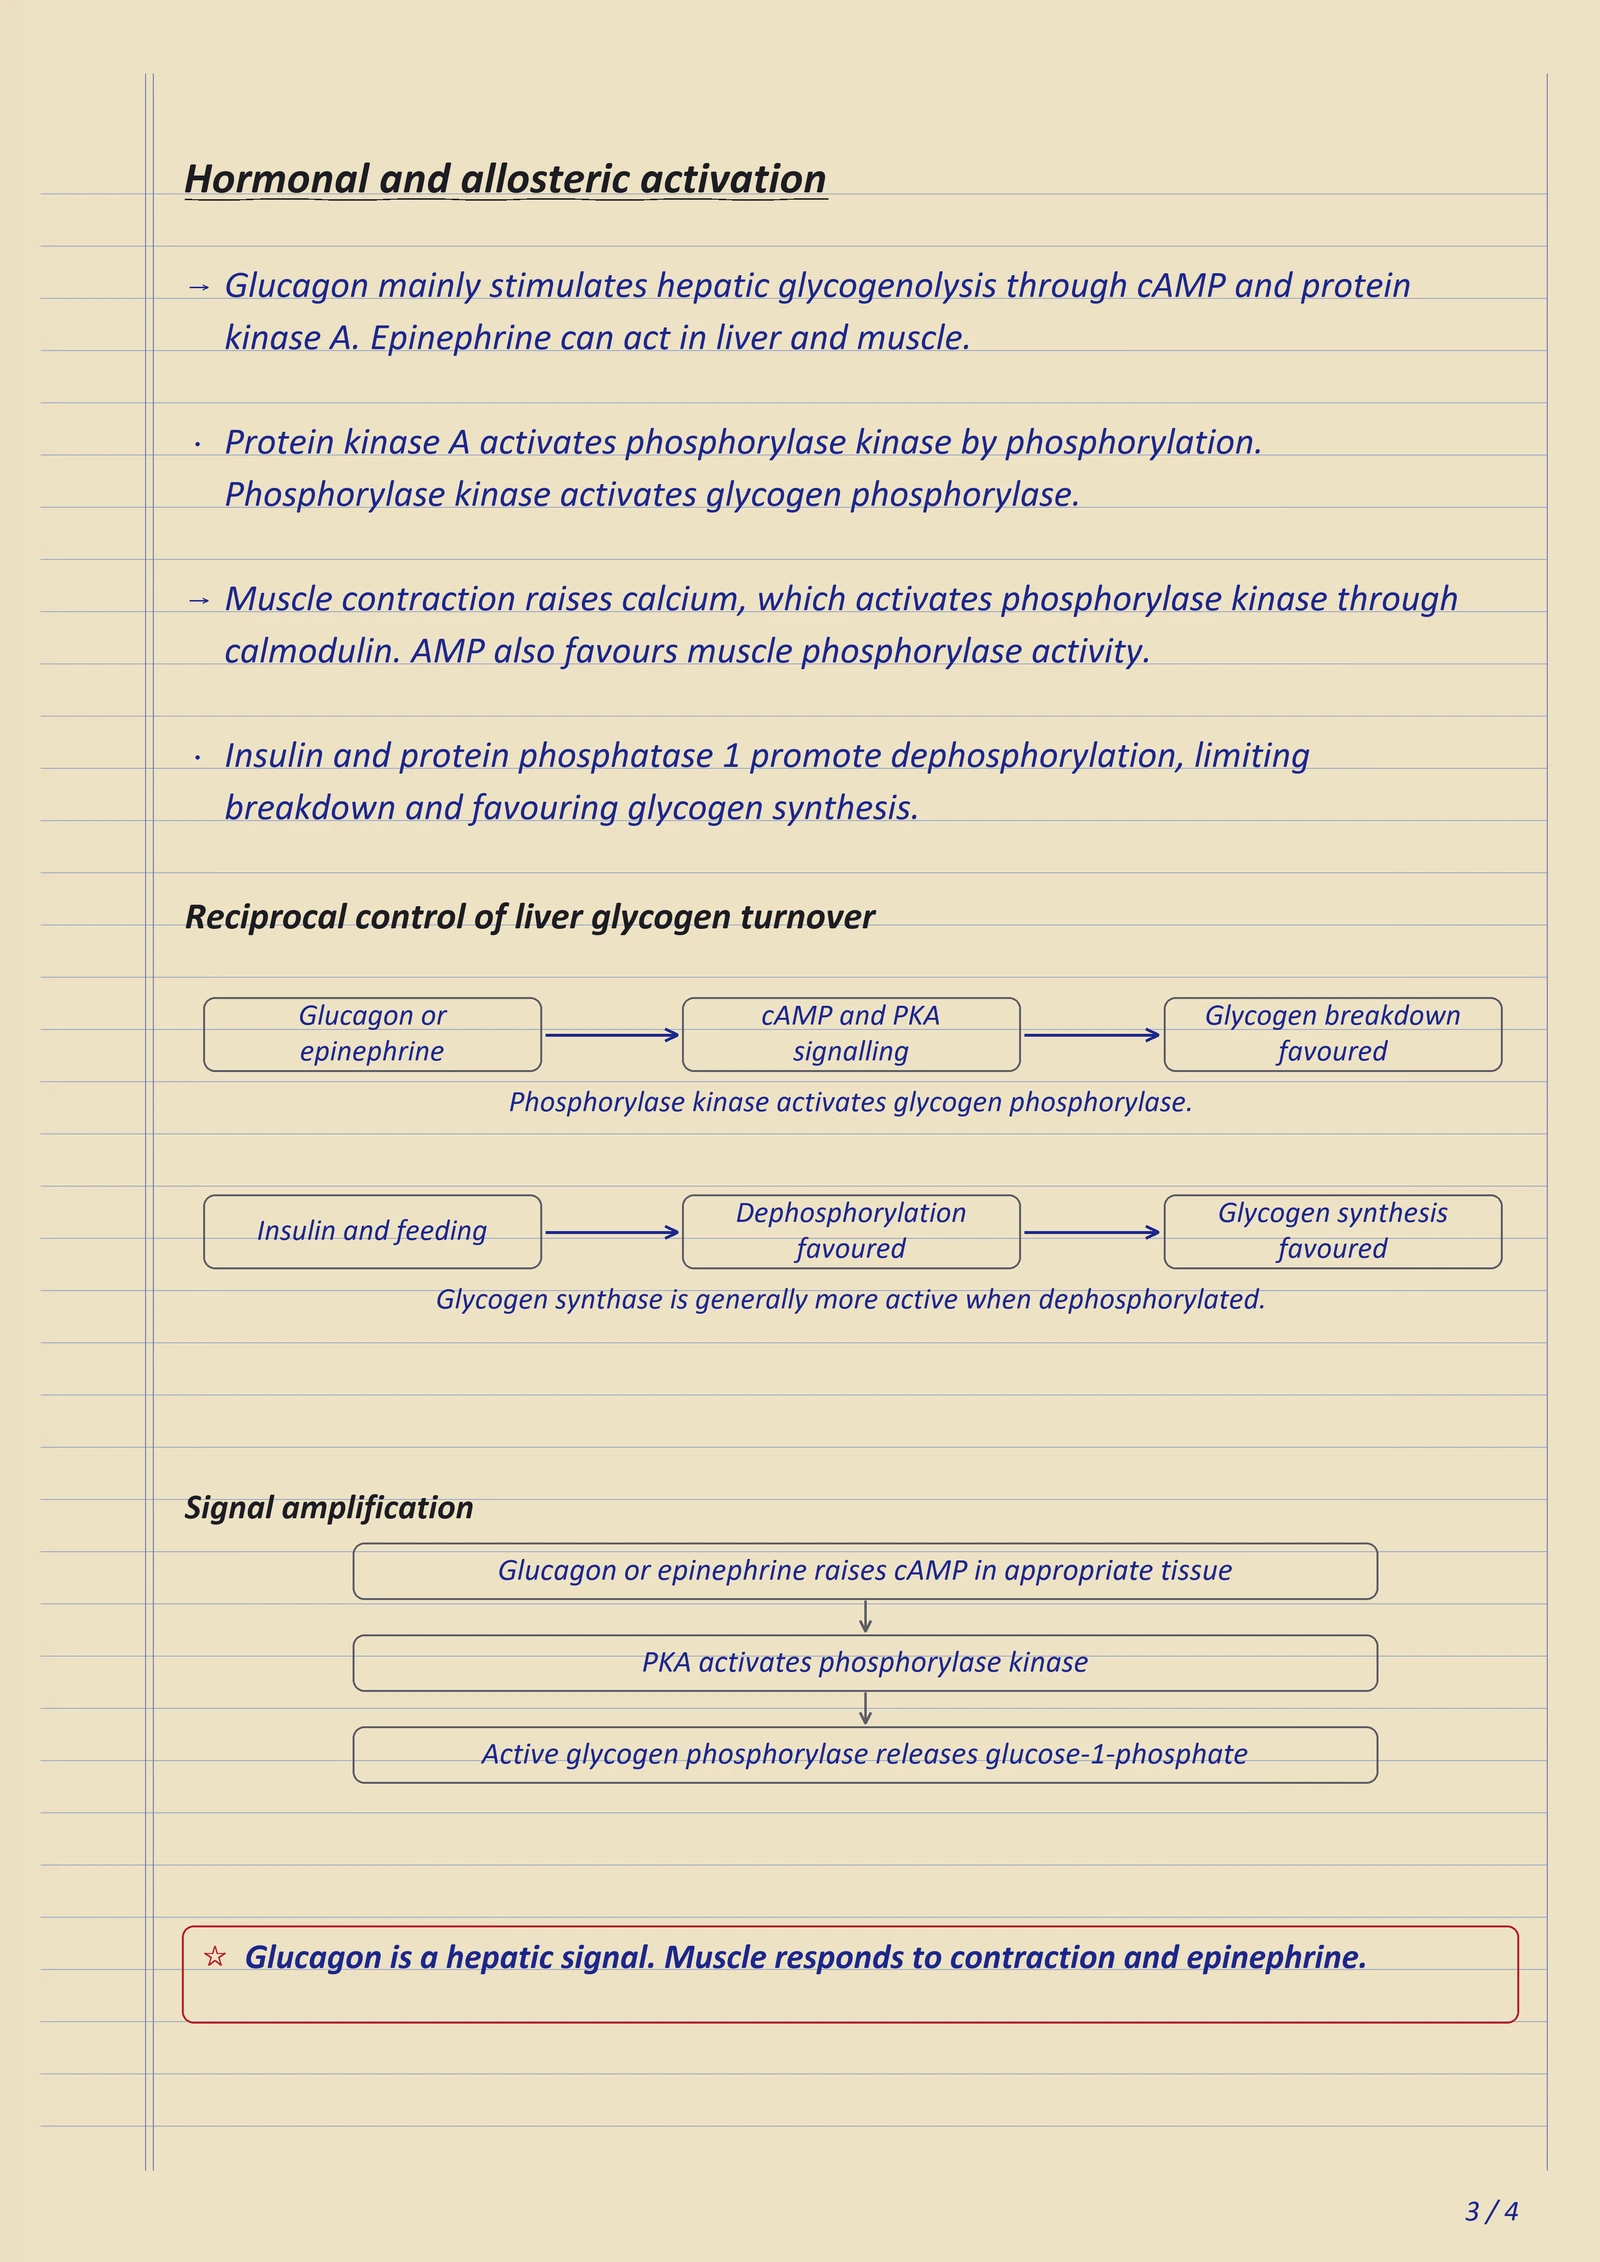 Hormonal and allosteric activation
→ Glucagon mainly stimulates hepatic glycogenolysis through cAMP and protein
kinase A. Epinephrine can act in liver and muscle.
· Protein kinase A activates phosphorylase kinase by phosphorylation.
Phosphorylase kinase activates glycogen phosphorylase.
→ Muscle contraction raises calcium, which activates phosphorylase kinase through
calmodulin. AMP also favours muscle phosphorylase activity.
· Insulin and protein phosphatase 1 promote dephosphorylation, limiting
breakdown and favouring glycogen synthesis.
Reciprocal control of liver glycogen turnover
Glucagon or
epinephrine
cAMP and PKA
signalling
Glycogen breakdown
favoured
Phosphorylase kinase activates glycogen phosphorylase.
Insulin and feeding
Dephosphorylation
favoured
Glycogen synthesis
favoured
Glycogen synthase is generally more active when dephosphorylated.
Signal amplification
Glucagon or epinephrine raises cAMP in appropriate tissue
PKA activates phosphorylase kinase
Active glycogen phosphorylase releases glucose-1-phosphate
☆ Glucagon is a hepatic signal. Muscle responds to contraction and epinephrine.
3 / 4